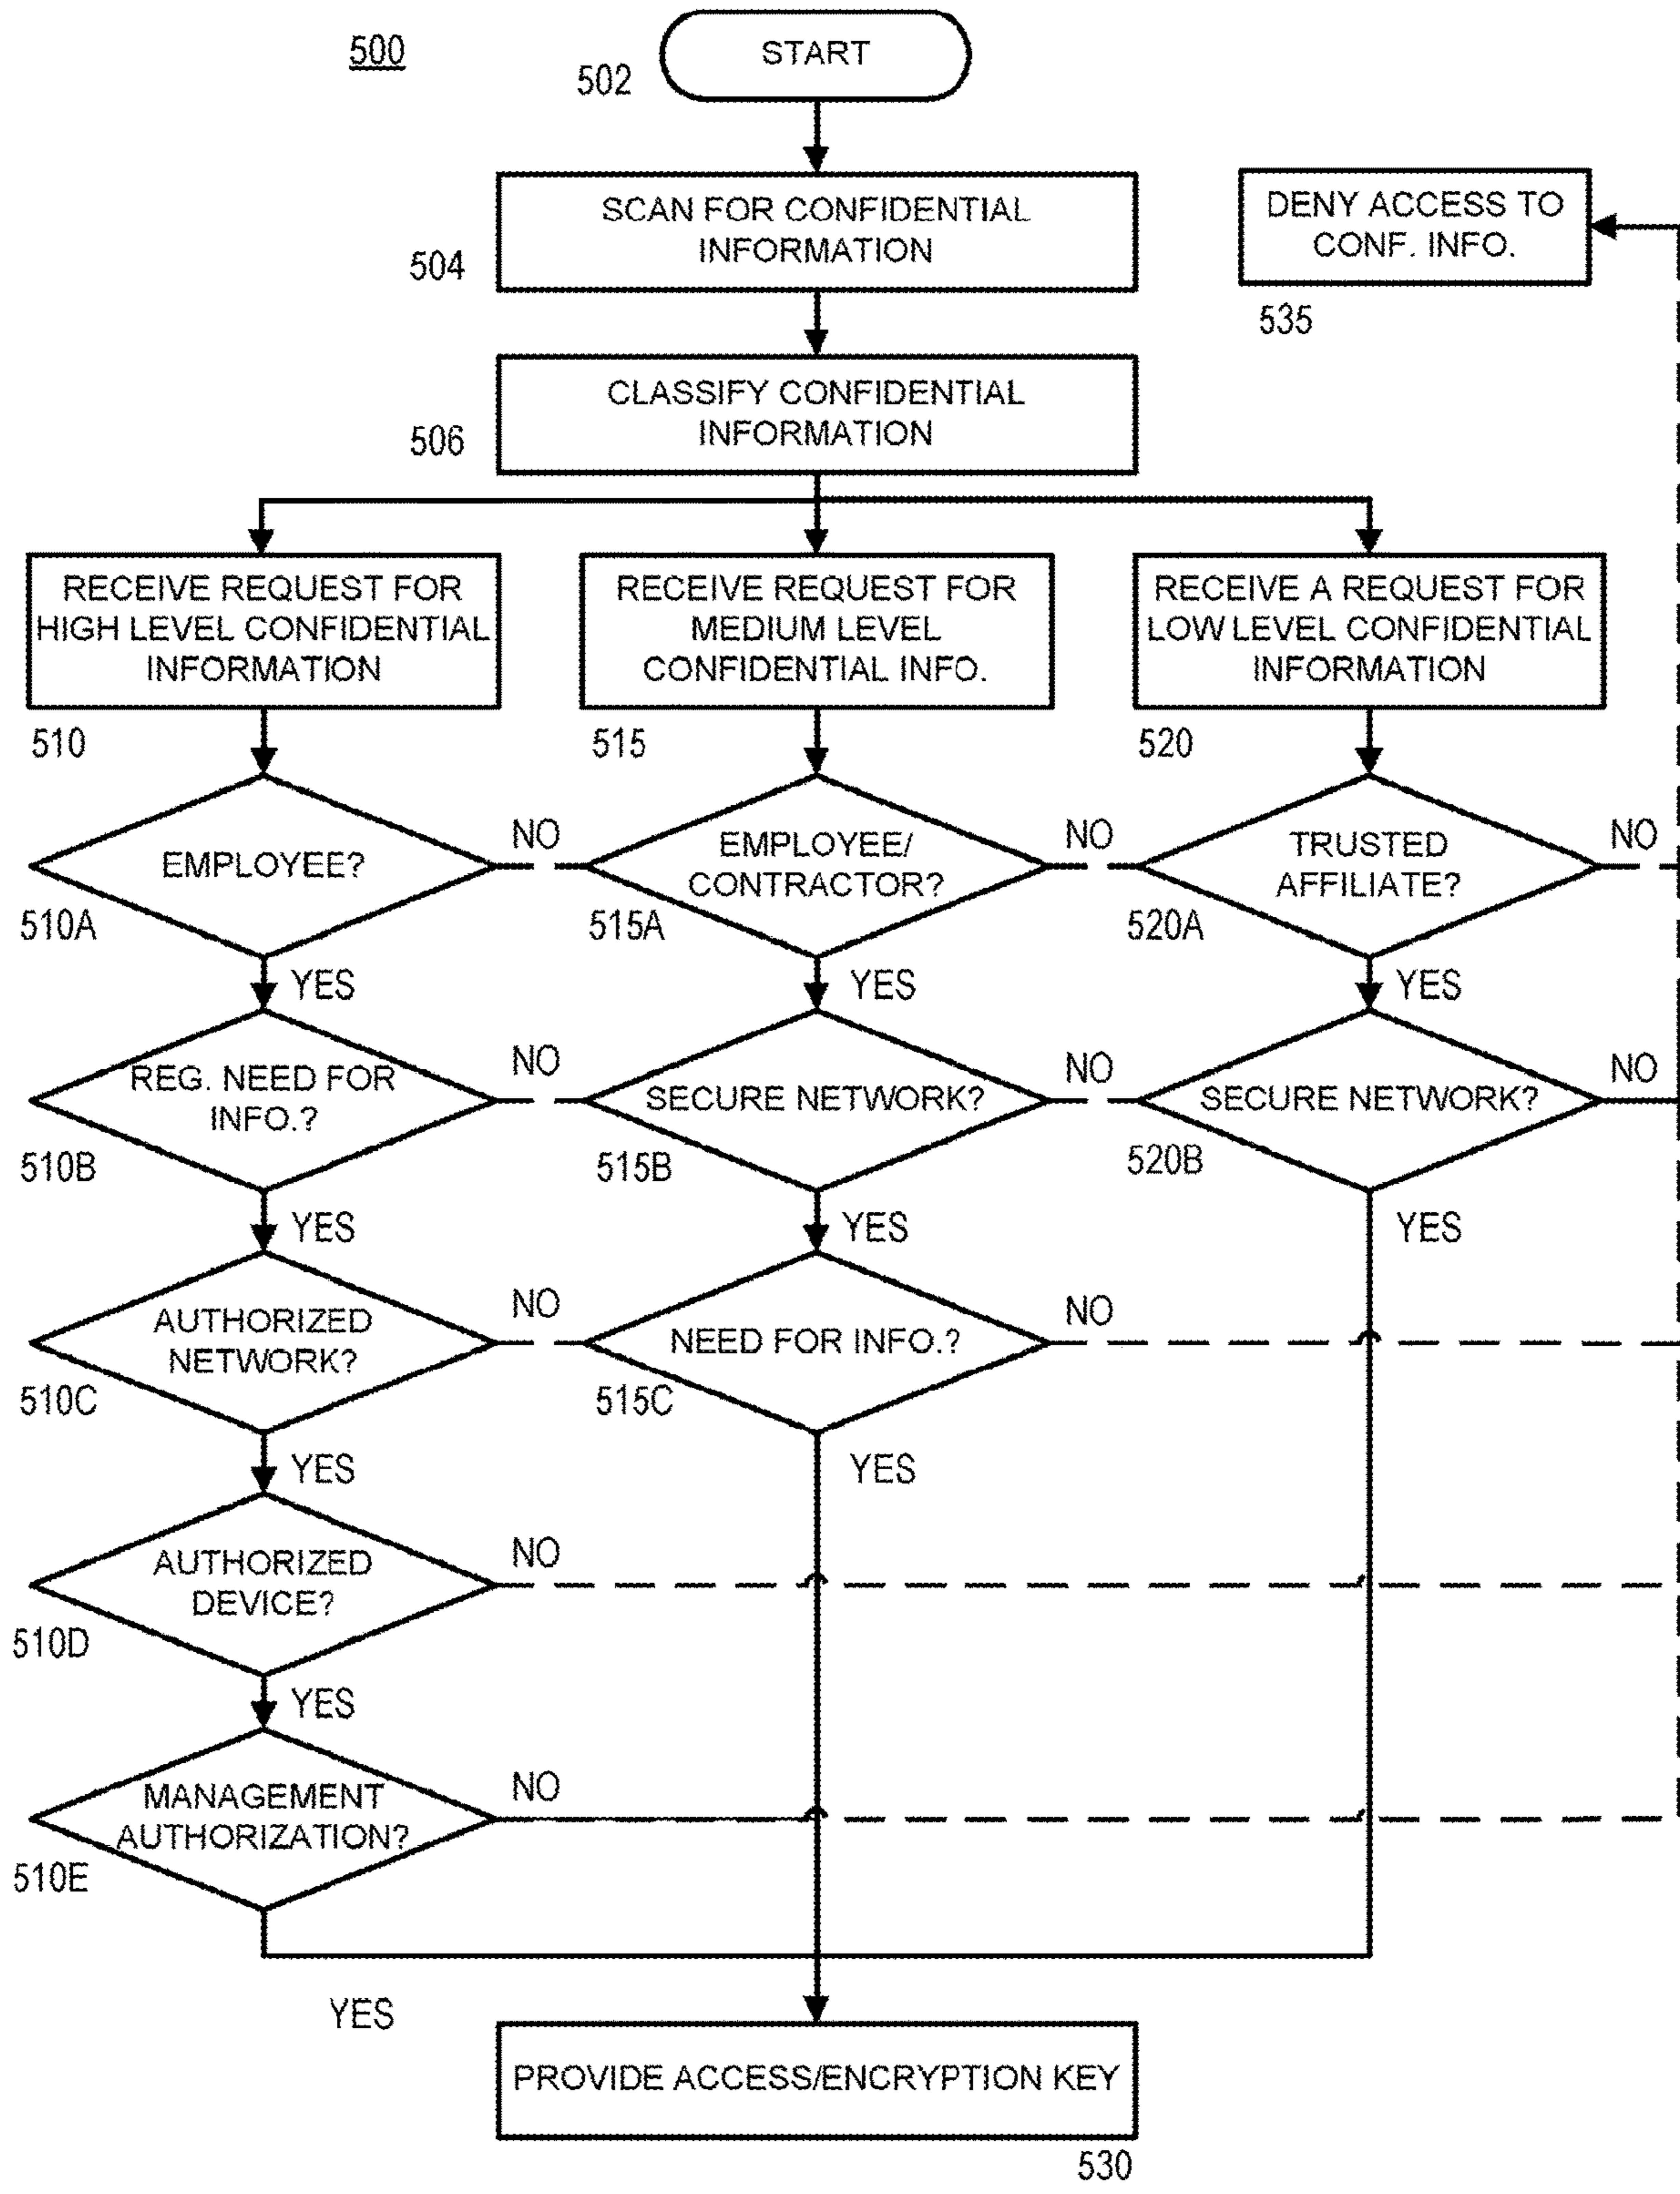 500
START
502
SCAN FOR CONFIDENTIAL
INFORMATION
504
DENY ACCESS TO
CONF. INFO.
535
CLASSIFY CONFIDENTIAL
INFORMATION
506
RECEIVE REQUEST FOR
HIGH LEVEL CONFIDENTIAL
INFORMATION
510
RECEIVE REQUEST FOR
MEDIUM LEVEL
CONFIDENTIAL INFO.
515
RECEIVE A REQUEST FOR
LOW LEVEL CONFIDENTIAL
INFORMATION
520
EMPLOYEE?
NO
510A
YES
EMPLOYEE/
CONTRACTOR?
NO
515A
YES
TRUSTED
AFFILIATE?
NO
520A
YES
REG. NEED FOR
INFO.?
NO
510B
YES
SECURE NETWORK?
NO
515B
YES
SECURE NETWORK?
NO
520B
YES
AUTHORIZED
NETWORK?
NO
510C
YES
NEED FOR INFO.?
NO
515C
YES
AUTHORIZED
DEVICE?
NO
510D
YES
MANAGEMENT
AUTHORIZATION?
NO
510E
YES
PROVIDE ACCESS/ENCRYPTION KEY
530